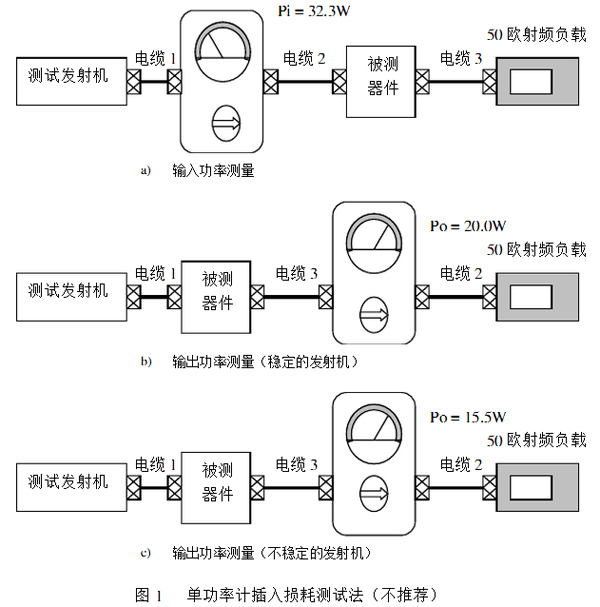 Pi = 32.3W
50 欧射频负载
电缆 1
电缆 2
电缆 3
测试发射机
被测
器件
a) 输入功率测量
Po = 20.0W
50 欧射频负载
电缆 1
电缆 3
电缆 2
测试发射机
被测
器件
b) 输出功率测量（稳定的发射机）
Po = 15.5W
50 欧射频负载
电缆 1
电缆 3
电缆 2
测试发射机
被测
器件
c) 输出功率测量（不稳定的发射机）
图 1 单功率计插入损耗测试法（不推荐）